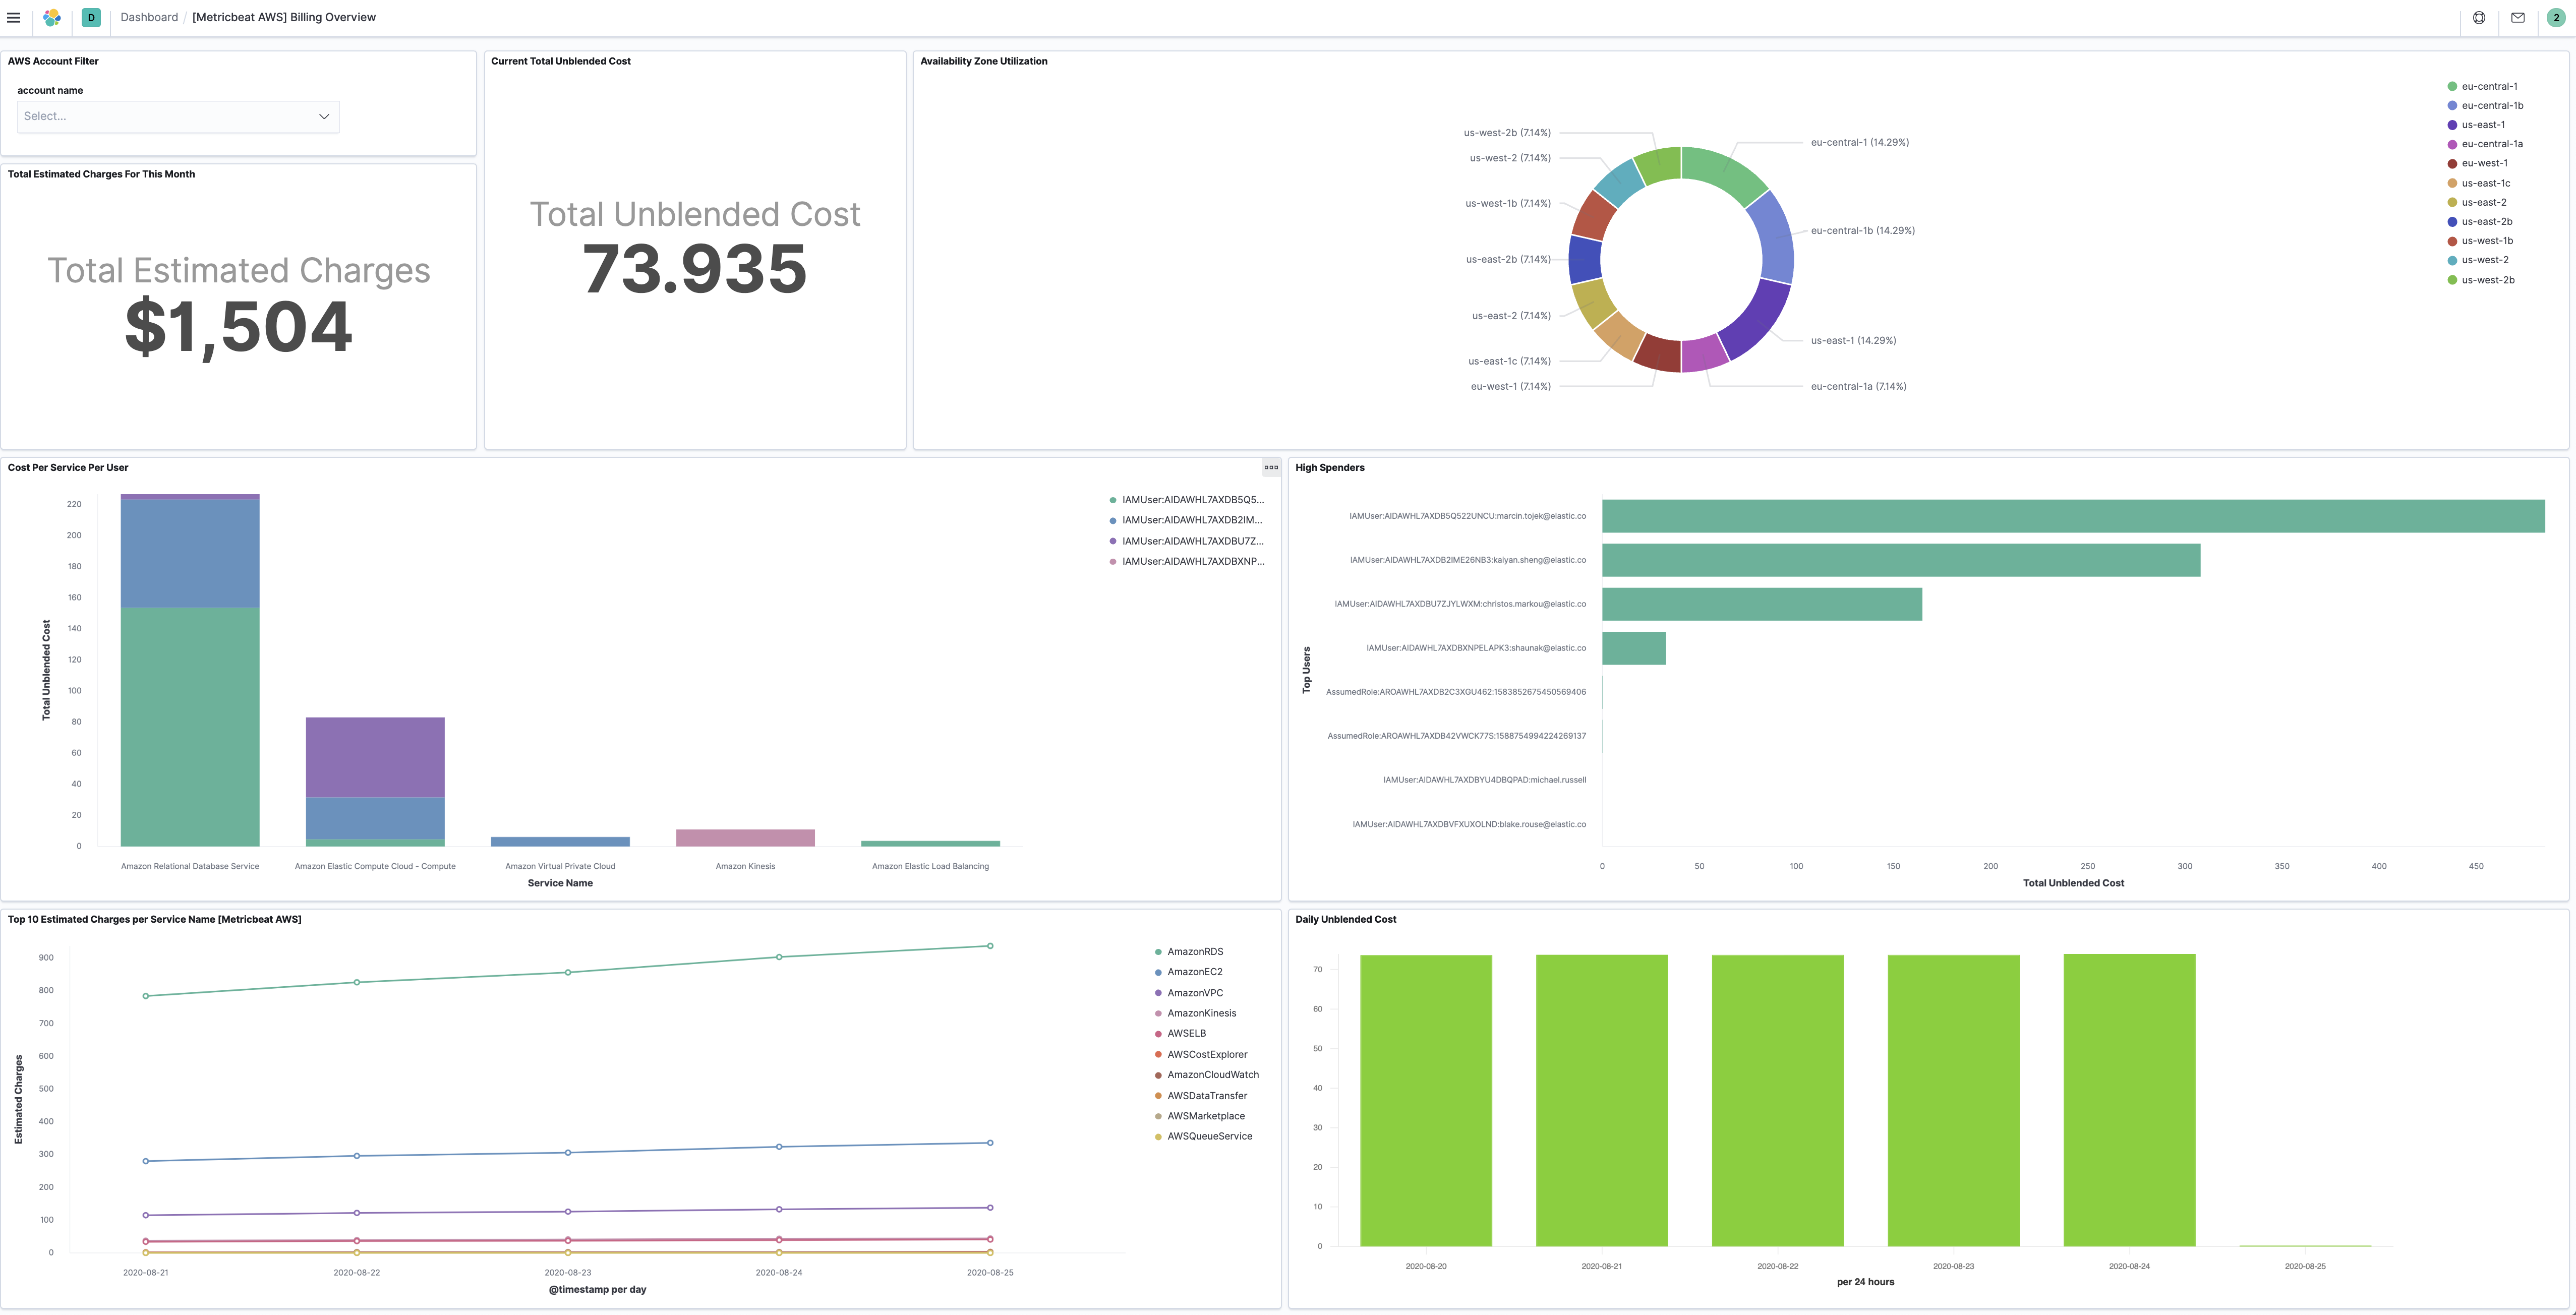 D
Dashboard / [Metricbeat AWS] Billing Overview
2
AWS Account Filter
account name
Select...
Total Estimated Charges For This Month
Total Estimated Charges
$1,504
Current Total Unblended Cost
Total Unblended Cost
73.935
Availability Zone Utilization
us-west-2b (7.14%)
us-west-2 (7.14%)
us-west-1b (7.14%)
us-east-2b (7.14%)
us-east-2 (7.14%)
us-east-1c (7.14%)
eu-west-1 (7.14%)
eu-central-1 (14.29%)
eu-central-1b (14.29%)
us-east-1 (14.29%)
eu-central-1a (7.14%)
eu-central-1
eu-central-1b
us-east-1
eu-central-1a
eu-west-1
us-east-1c
us-east-2
us-east-2b
us-west-1b
us-west-2
us-west-2b
Cost Per Service Per User
Total Unblended Cost
220
200
180
160
140
120
100
80
60
40
20
0
Amazon Relational Database Service
Amazon Elastic Compute Cloud - Compute
Amazon Virtual Private Cloud
Amazon Kinesis
Amazon Elastic Load Balancing
Service Name
IAMUser:AIDAWHL7AXDB5Q5...
IAMUser:AIDAWHL7AXDB2IM...
IAMUser:AIDAWHL7AXDBU7Z...
IAMUser:AIDAWHL7AXDBXNP...
High Spenders
Top Users
IAMUser:AIDAWHL7AXDB5Q522UNCU:marcin.tojek@elastic.co
IAMUser:AIDAWHL7AXDB2IME26NB3:kaiyan.sheng@elastic.co
IAMUser:AIDAWHL7AXDBU7ZJYLWXM:christos.markou@elastic.co
IAMUser:AIDAWHL7AXDBXNPELAPK3:shaunak@elastic.co
AssumedRole:AROAWHL7AXDB2C3XGU462:1583852675450569406
AssumedRole:AROAWHL7AXDB42VWCK77S:1588754994224269137
IAMUser:AIDAWHL7AXDBYU4DBQPAD:michael.russell
IAMUser:AIDAWHL7AXDBVFXUXOLND:blake.rouse@elastic.co
0
50
100
150
200
250
300
350
400
450
Total Unblended Cost
Top 10 Estimated Charges per Service Name [Metricbeat AWS]
Estimated Charges
900
800
700
600
500
400
300
200
100
0
2020-08-21
2020-08-22
2020-08-23
2020-08-24
2020-08-25
@timestamp per day
AmazonRDS
AmazonEC2
AmazonVPC
AmazonKinesis
AWSELB
AWSCostExplorer
AmazonCloudWatch
AWSDataTransfer
AWSMarketplace
AWSQueueService
Daily Unblended Cost
70
60
50
40
30
20
10
0
2020-08-20
2020-08-21
2020-08-22
2020-08-23
2020-08-24
2020-08-25
per 24 hours